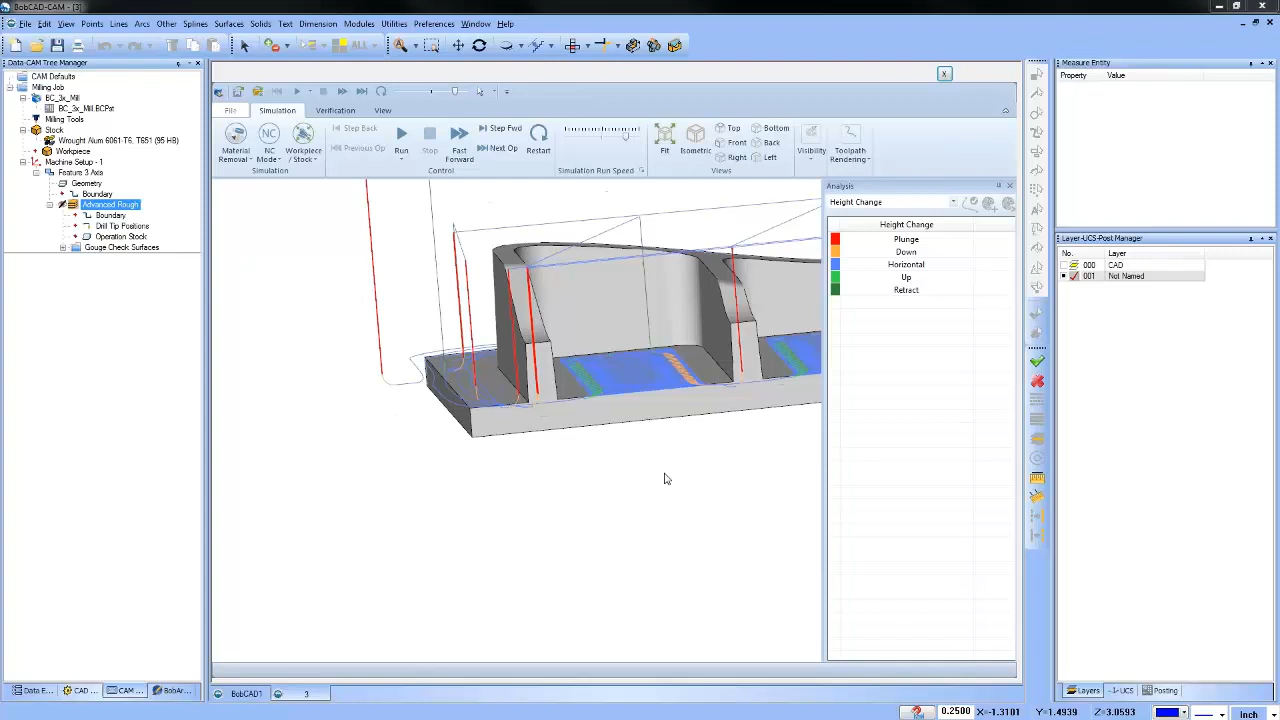 BobCAD-CAM - [3]
File Edit View Points Lines Arcs Other Splines Surfaces Solids Text Dimension Modules Utilities Preferences Window Help
ALL
Data-CAM Tree Manager
CAM Defaults
Milling Job
BC_3x_Mill
BC_3x_Mill.BCPst
Milling Tools
Stock
Wrought Alum 6061-T6, T651 (95 HB)
Workpiece
Machine Setup - 1
Feature 3 Axis
Geometry
Boundary
Advanced Rough
Boundary
Drill Tip Positions
Operation Stock
Gouge Check Surfaces
Data E...
CAD ...
CAM ...
BobAr...
X
File Simulation Verification View
Material Removal
NC Mode
Workpiece / Stock
Simulation
Step Back
Previous Op
Run
Stop
Fast Forward
Step Fwd
Next Op
Restart
Control
Simulation Run Speed
Fit
Isometric
Top
Front
Right
Bottom
Back
Left
Views
Visibility
Toolpath Rendering
Analysis
Height Change
Height Change
Plunge
Down
Horizontal
Up
Retract
BobCAD1
3
Measure Entity
Property Value
Layer-UCS-Post Manager
No. Layer
000 CAD
001 Not Named
Layers
UCS
Posting
0.2500 X=-1.3101 Y=1.4939 Z=3.0593
Inch